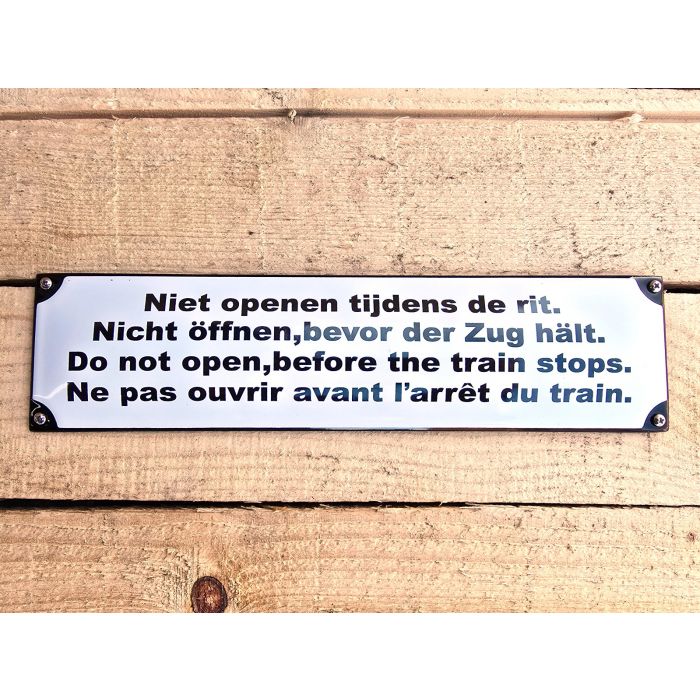 Niet openen tijdens de rit.
Nicht öffnen,bevor der Zug hält.
Do not open,before the train stops.
Ne pas ouvrir avant l'arrêt du train.